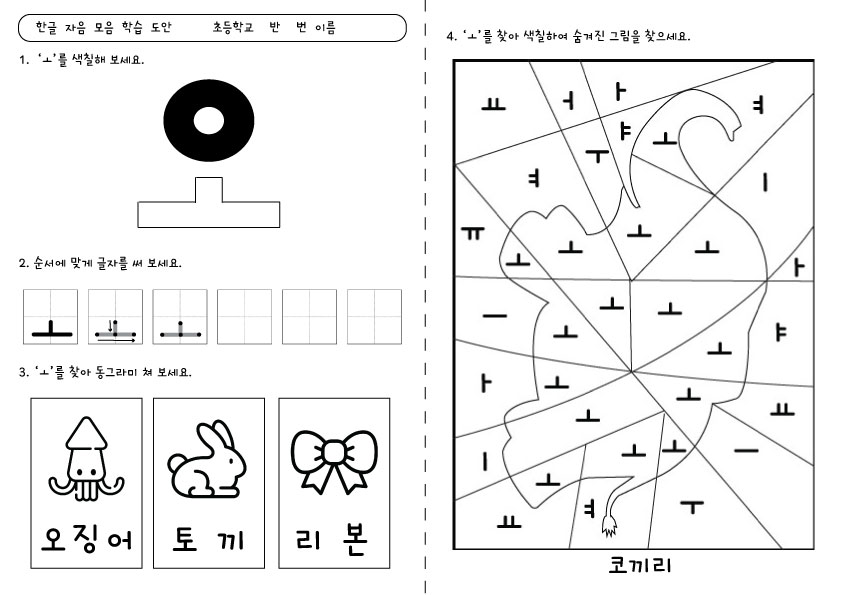 한글 자음 모음 학습 도안 초등학교 반 번 이름
1. 'ㅗ'를 색칠해 보세요.
2. 순서에 맞게 글자를 써 보세요.
ㅗ ㅗ ㅗ
3. 'ㅗ'를 찾아 동그라미 쳐 보세요.
오징어 토끼 리본
4. 'ㅗ'를 찾아 색칠하여 숨겨진 그림을 찾으세요.
ㅛ ㅓ ㅏ ㅕ
ㅑ ㅗ
ㅜ
ㅕ ㅣ
ㅠ ㅗ ㅗ ㅗ
ㅗ ㅏ
ㅡ ㅗ ㅗ
ㅗ ㅑ
ㅗ
ㅏ ㅗ ㅗ
ㅗ ㅛ
ㅣ ㅗ ㅗ ㅡ
ㅗ
ㅛ ㅕ ㅜ
코끼리